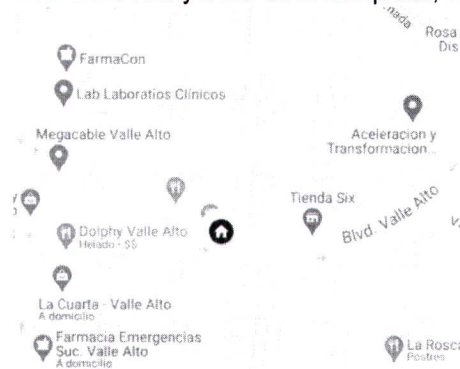 FarmaCon
Lab Laboratios Clínicos
Megacable Valle Alto
Dolphy Valle Alto
Helado · $$
La Cuarta - Valle Alto
A domicilio
Farmacia Emergencias
Suc. Valle Alto
A domicilio
Rosa
Dis
Aceleracion y
Transformacion...
Tienda Six
Blvd. Valle Alto
La Rosca
Postres